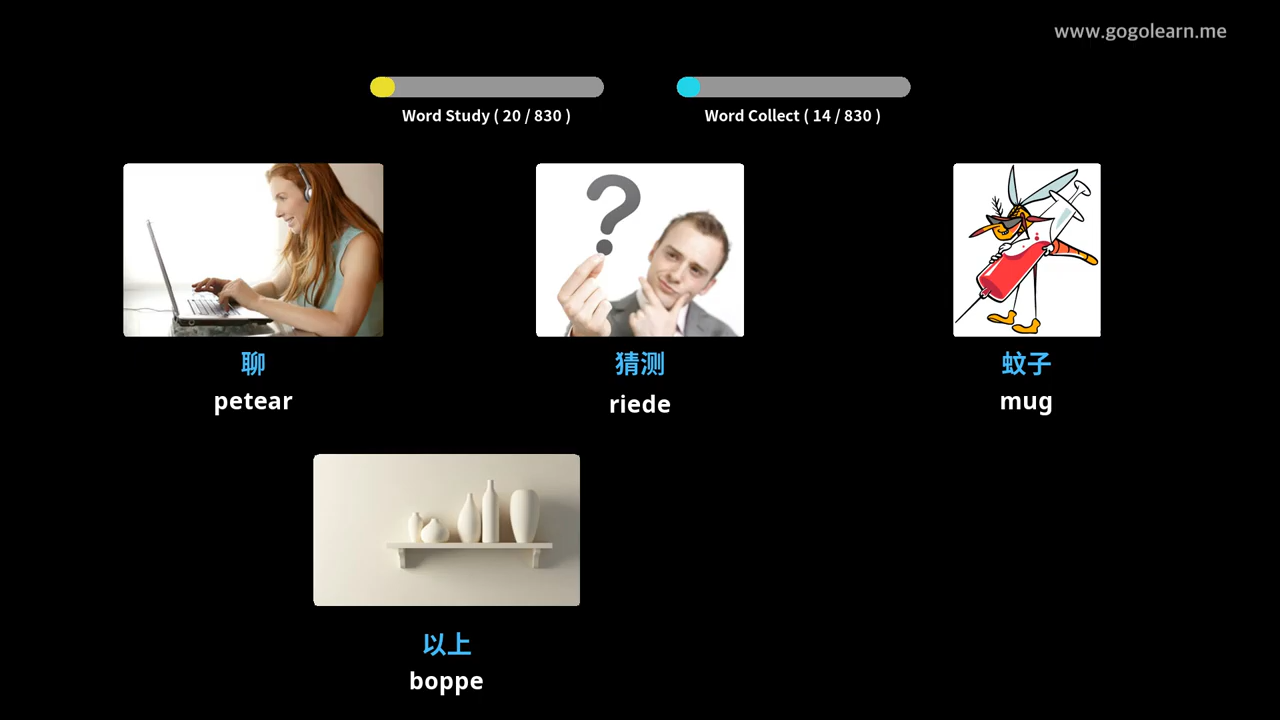 www.gogolearn.me
Word Study ( 20 / 830 )
Word Collect ( 14 / 830 )
聊
petear
猜测
riede
蚊子
mug
以上
boppe